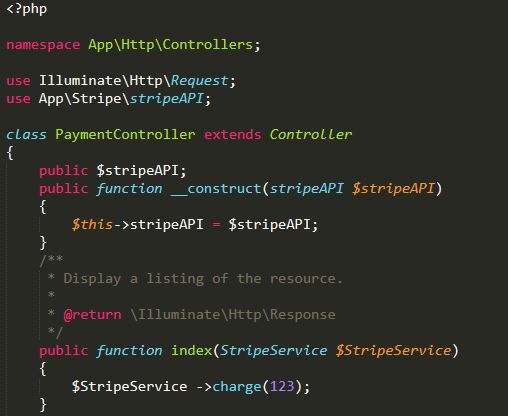 <?php
namespace App\Http\Controllers;
use Illuminate\Http\Request;
use App\Stripe\stripeAPI;
class PaymentController extends Controller
{
    public $stripeAPI;
    public function __construct(stripeAPI $stripeAPI)
    {
        $this->stripeAPI = $stripeAPI;
    }
    /**
     * Display a listing of the resource.
     *
     * @return \Illuminate\Http\Response
     */
    public function index(StripeService $StripeService)
    {
        $StripeService ->charge(123);
    }